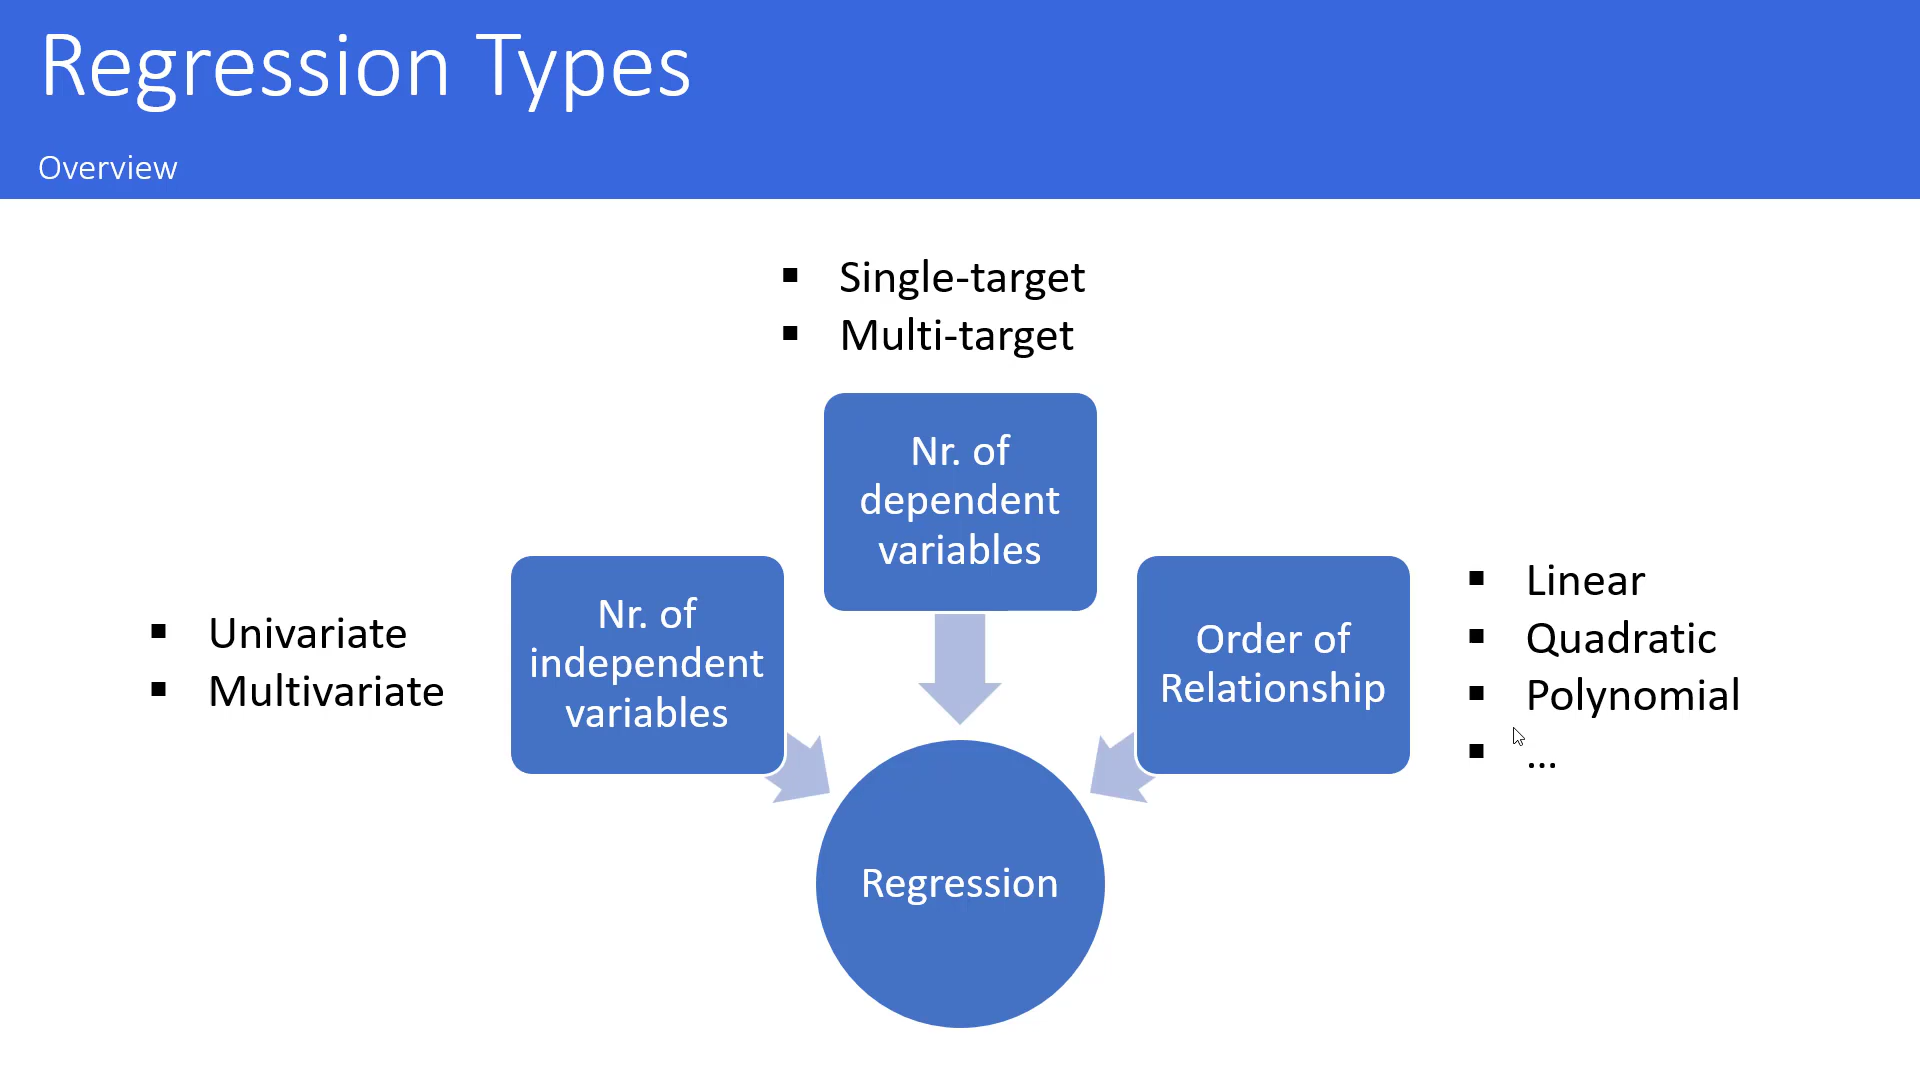 Regression Types
Overview
▪ Single-target
▪ Multi-target
Nr. of
dependent
variables
▪ Univariate
▪ Multivariate
Nr. of
independent
variables
Order of
Relationship
▪ Linear
▪ Quadratic
▪ Polynomial
▪ ...
Regression